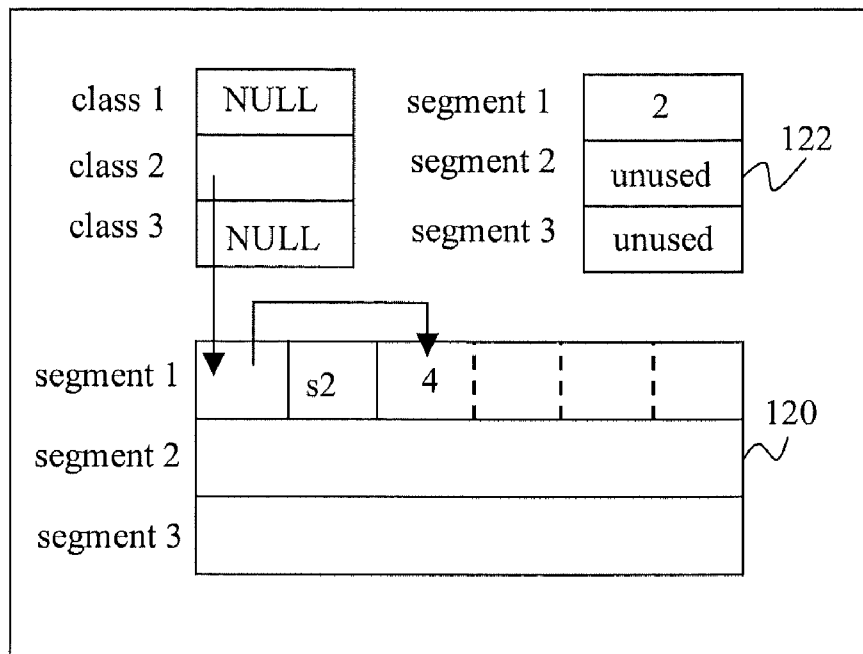 class 1 NULL
class 2
class 3 NULL
segment 1 2
segment 2 unused
segment 3 unused
122
segment 1 s2 4
segment 2
segment 3
120